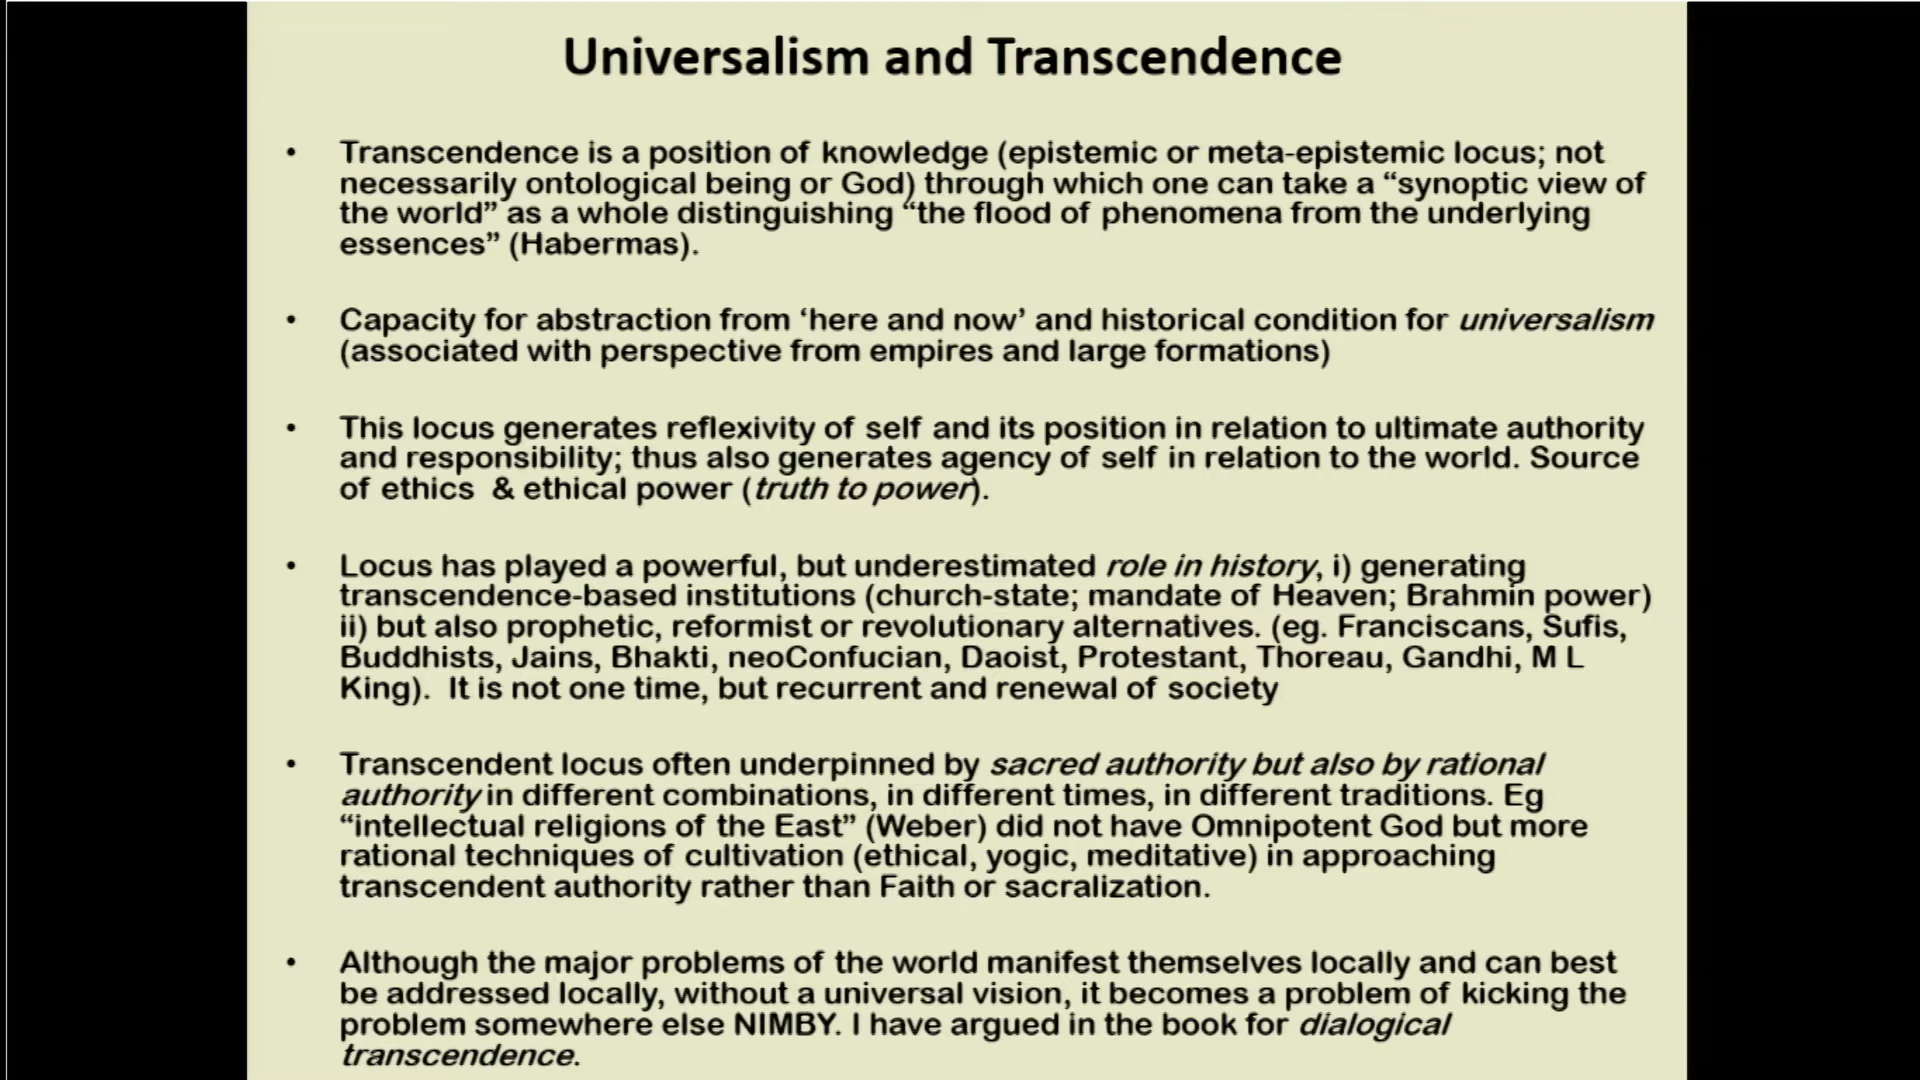 Universalism and Transcendence
• Transcendence is a position of knowledge (epistemic or meta-epistemic locus; not
necessarily ontological being or God) through which one can take a “synoptic view of
the world” as a whole distinguishing “the flood of phenomena from the underlying
essences” (Habermas).
• Capacity for abstraction from ‘here and now’ and historical condition for universalism
(associated with perspective from empires and large formations)
• This locus generates reflexivity of self and its position in relation to ultimate authority
and responsibility; thus also generates agency of self in relation to the world. Source
of ethics  & ethical power (truth to power).
• Locus has played a powerful, but underestimated role in history, i) generating
transcendence-based institutions (church-state; mandate of Heaven; Brahmin power)
ii) but also prophetic, reformist or revolutionary alternatives. (eg. Franciscans, Sufis,
Buddhists, Jains, Bhakti, neoConfucian, Daoist, Protestant, Thoreau, Gandhi, M L
King).  It is not one time, but recurrent and renewal of society
• Transcendent locus often underpinned by sacred authority but also by rational
authority in different combinations, in different times, in different traditions. Eg
“intellectual religions of the East” (Weber) did not have Omnipotent God but more
rational techniques of cultivation (ethical, yogic, meditative) in approaching
transcendent authority rather than Faith or sacralization.
• Although the major problems of the world manifest themselves locally and can best
be addressed locally, without a universal vision, it becomes a problem of kicking the
problem somewhere else NIMBY. I have argued in the book for dialogical
transcendence.